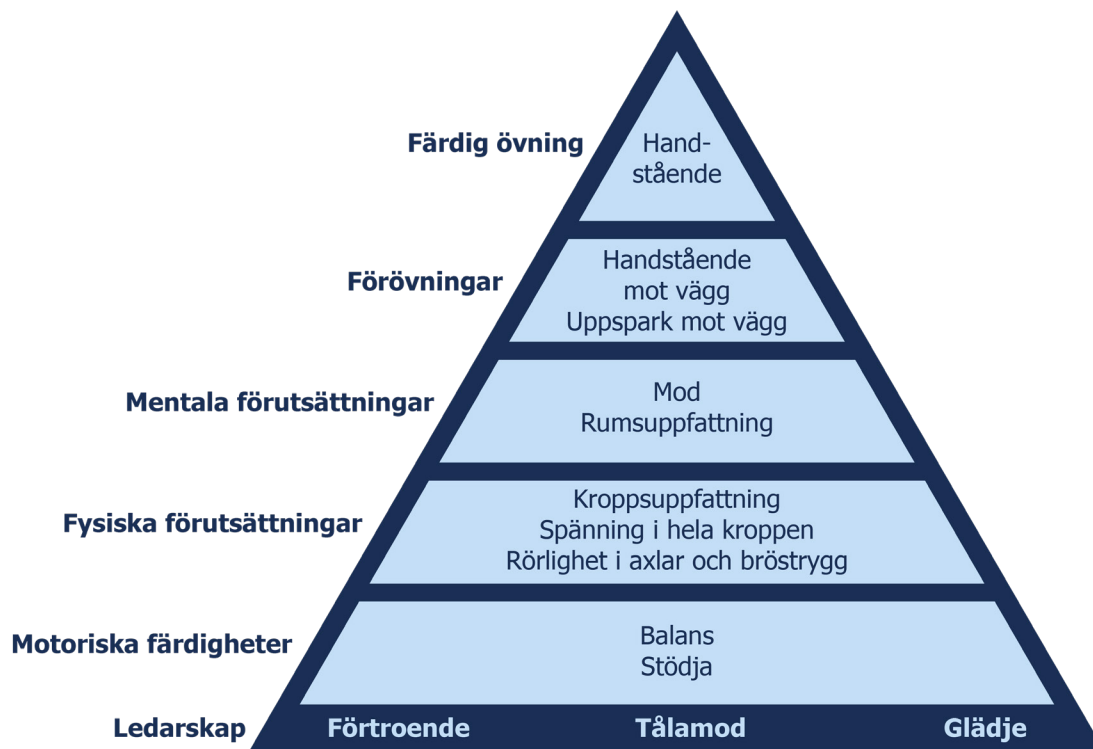 Färdig övning
Hand-
stående
Förövningar
Handstående
mot vägg
Uppspark mot vägg
Mentala förutsättningar
Mod
Rumsuppfattning
Fysiska förutsättningar
Kroppsuppfattning
Spänning i hela kroppen
Rörlighet i axlar och bröstrygg
Motoriska färdigheter
Balans
Stödja
Ledarskap Förtroende Tålamod Glädje